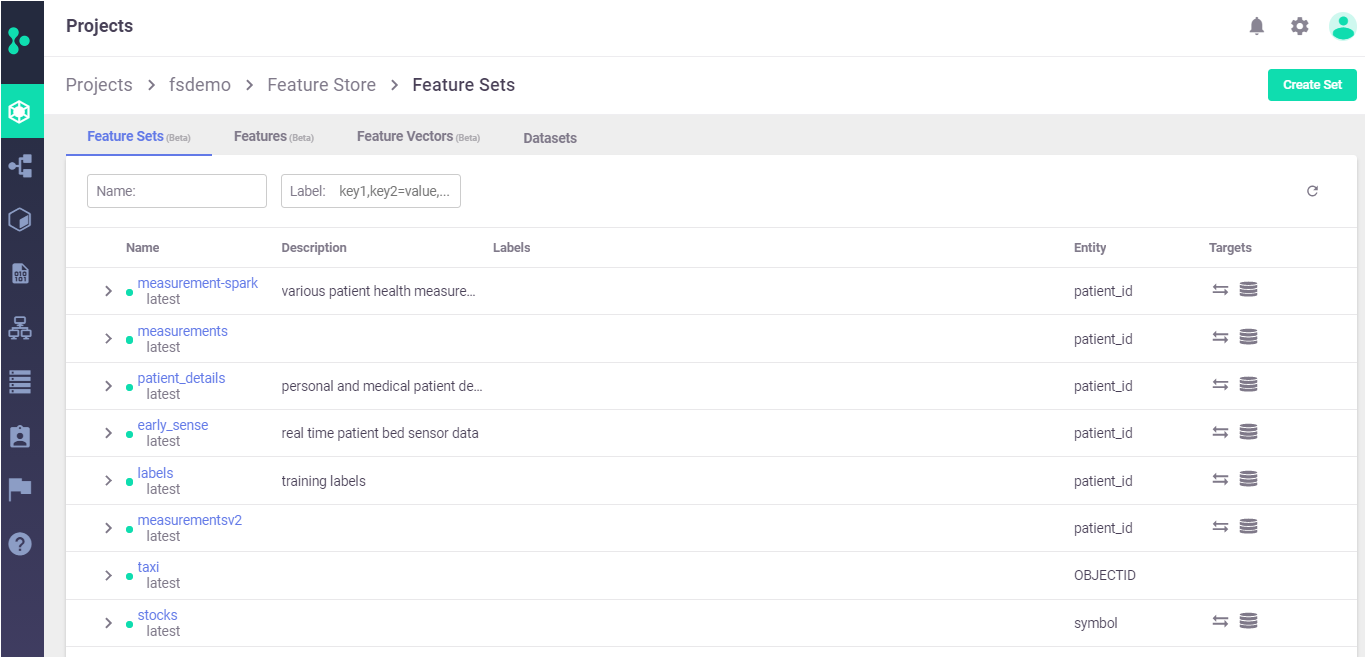 Projects
Projects > fsdemo > Feature Store > Feature Sets
Create Set
Feature Sets (Beta) Features (Beta) Feature Vectors (Beta) Datasets
Name: Label: key1,key2=value,...
Name Description Labels Entity Targets
measurement-spark
latest various patient health measure... patient_id
measurements
latest patient_id
patient_details
latest personal and medical patient de... patient_id
early_sense
latest real time patient bed sensor data patient_id
labels
latest training labels patient_id
measurementsv2
latest patient_id
taxi
latest OBJECTID
stocks
latest symbol